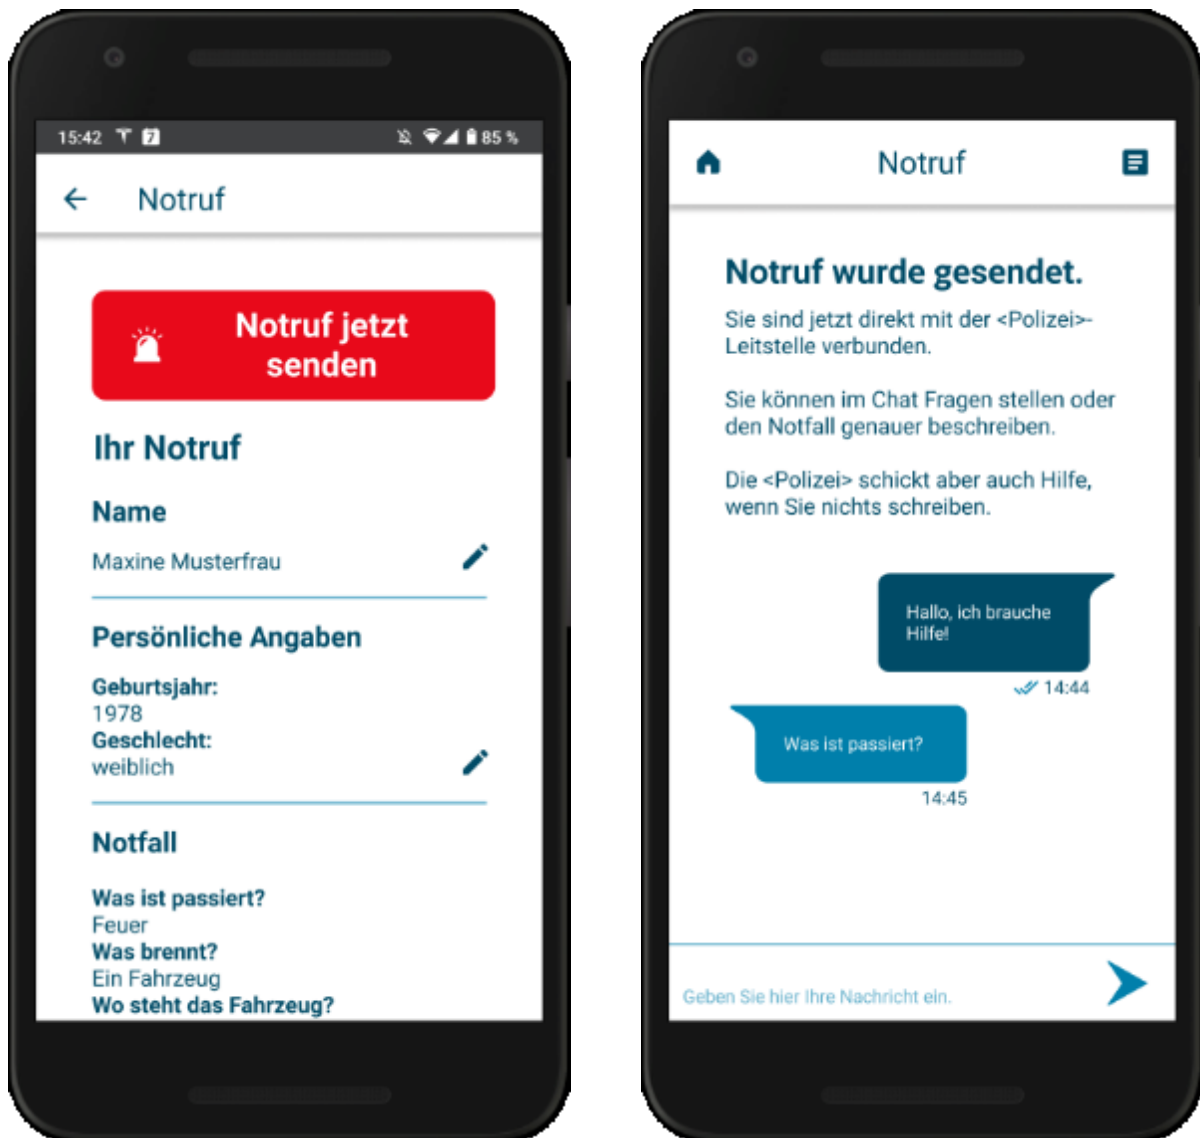 15:42
7
85 %
Notruf
Notruf jetzt
senden
Ihr Notruf
Name
Maxine Musterfrau
Persönliche Angaben
Geburtsjahr:
1978
Geschlecht:
weiblich
Notfall
Was ist passiert?
Feuer
Was brennt?
Ein Fahrzeug
Wo steht das Fahrzeug?
Notruf
Notruf wurde gesendet.
Sie sind jetzt direkt mit der <Polizei>-
Leitstelle verbunden.
Sie können im Chat Fragen stellen oder
den Notfall genauer beschreiben.
Die <Polizei> schickt aber auch Hilfe,
wenn Sie nichts schreiben.
Hallo, ich brauche
Hilfe!
14:44
Was ist passiert?
14:45
Geben Sie hier Ihre Nachricht ein.